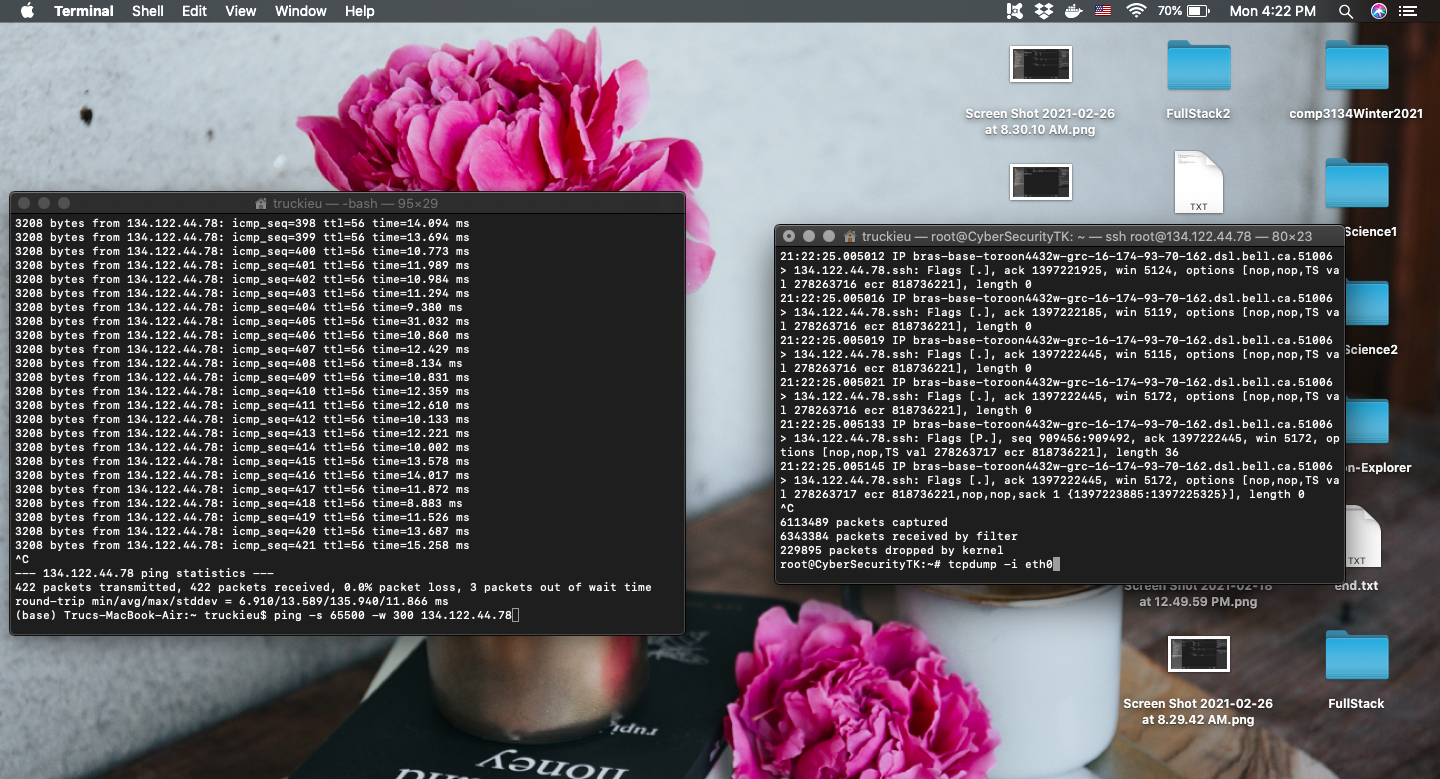 Terminal Shell Edit View Window Help
70% Mon 4:22 PM
Screen Shot 2021-02-26
at 8.30.10 AM.png
FullStack2
comp3134Winter2021
TXT
Science1
Science2
on-Explorer
TXT
end.txt
Screen Shot 2021-02-18
at 12.49.59 PM.png
Screen Shot 2021-02-26
at 8.29.42 AM.png
FullStack
truckieu — -bash — 95×29
3208 bytes from 134.122.44.78: icmp_seq=398 ttl=56 time=14.094 ms
3208 bytes from 134.122.44.78: icmp_seq=399 ttl=56 time=13.694 ms
3208 bytes from 134.122.44.78: icmp_seq=400 ttl=56 time=10.773 ms
3208 bytes from 134.122.44.78: icmp_seq=401 ttl=56 time=11.989 ms
3208 bytes from 134.122.44.78: icmp_seq=402 ttl=56 time=10.984 ms
3208 bytes from 134.122.44.78: icmp_seq=403 ttl=56 time=11.294 ms
3208 bytes from 134.122.44.78: icmp_seq=404 ttl=56 time=9.380 ms
3208 bytes from 134.122.44.78: icmp_seq=405 ttl=56 time=31.032 ms
3208 bytes from 134.122.44.78: icmp_seq=406 ttl=56 time=10.860 ms
3208 bytes from 134.122.44.78: icmp_seq=407 ttl=56 time=12.429 ms
3208 bytes from 134.122.44.78: icmp_seq=408 ttl=56 time=8.134 ms
3208 bytes from 134.122.44.78: icmp_seq=409 ttl=56 time=10.831 ms
3208 bytes from 134.122.44.78: icmp_seq=410 ttl=56 time=12.359 ms
3208 bytes from 134.122.44.78: icmp_seq=411 ttl=56 time=12.610 ms
3208 bytes from 134.122.44.78: icmp_seq=412 ttl=56 time=10.133 ms
3208 bytes from 134.122.44.78: icmp_seq=413 ttl=56 time=12.221 ms
3208 bytes from 134.122.44.78: icmp_seq=414 ttl=56 time=10.002 ms
3208 bytes from 134.122.44.78: icmp_seq=415 ttl=56 time=13.578 ms
3208 bytes from 134.122.44.78: icmp_seq=416 ttl=56 time=14.017 ms
3208 bytes from 134.122.44.78: icmp_seq=417 ttl=56 time=11.872 ms
3208 bytes from 134.122.44.78: icmp_seq=418 ttl=56 time=8.883 ms
3208 bytes from 134.122.44.78: icmp_seq=419 ttl=56 time=11.526 ms
3208 bytes from 134.122.44.78: icmp_seq=420 ttl=56 time=13.687 ms
3208 bytes from 134.122.44.78: icmp_seq=421 ttl=56 time=15.258 ms
^C
--- 134.122.44.78 ping statistics ---
422 packets transmitted, 422 packets received, 0.0% packet loss, 3 packets out of wait time
round-trip min/avg/max/stddev = 6.910/13.589/135.940/11.866 ms
(base) Trucs-MacBook-Air:~ truckieu$ ping -s 65500 -w 300 134.122.44.78
truckieu — root@CyberSecurityTK: ~ — ssh root@134.122.44.78 — 80×23
21:22:25.005012 IP bras-base-toroon4432w-grc-16-174-93-70-162.dsl.bell.ca.51006
> 134.122.44.78.ssh: Flags [.], ack 1397221925, win 5124, options [nop,nop,TS va
l 278263716 ecr 818736221], length 0
21:22:25.005016 IP bras-base-toroon4432w-grc-16-174-93-70-162.dsl.bell.ca.51006
> 134.122.44.78.ssh: Flags [.], ack 1397222185, win 5119, options [nop,nop,TS va
l 278263716 ecr 818736221], length 0
21:22:25.005019 IP bras-base-toroon4432w-grc-16-174-93-70-162.dsl.bell.ca.51006
> 134.122.44.78.ssh: Flags [.], ack 1397222445, win 5115, options [nop,nop,TS va
l 278263716 ecr 818736221], length 0
21:22:25.005021 IP bras-base-toroon4432w-grc-16-174-93-70-162.dsl.bell.ca.51006
> 134.122.44.78.ssh: Flags [.], ack 1397222445, win 5172, options [nop,nop,TS va
l 278263716 ecr 818736221], length 0
21:22:25.005133 IP bras-base-toroon4432w-grc-16-174-93-70-162.dsl.bell.ca.51006
> 134.122.44.78.ssh: Flags [P.], seq 909456:909492, ack 1397222445, win 5172, op
tions [nop,nop,TS val 278263717 ecr 818736221], length 36
21:22:25.005145 IP bras-base-toroon4432w-grc-16-174-93-70-162.dsl.bell.ca.51006
> 134.122.44.78.ssh: Flags [.], ack 1397222445, win 5172, options [nop,nop,TS va
l 278263717 ecr 818736221,nop,nop,sack 1 {1397223885:1397225325}], length 0
^C
6113489 packets captured
6343384 packets received by filter
229895 packets dropped by kernel
root@CyberSecurityTK:~# tcpdump -i eth0
rupi
honey